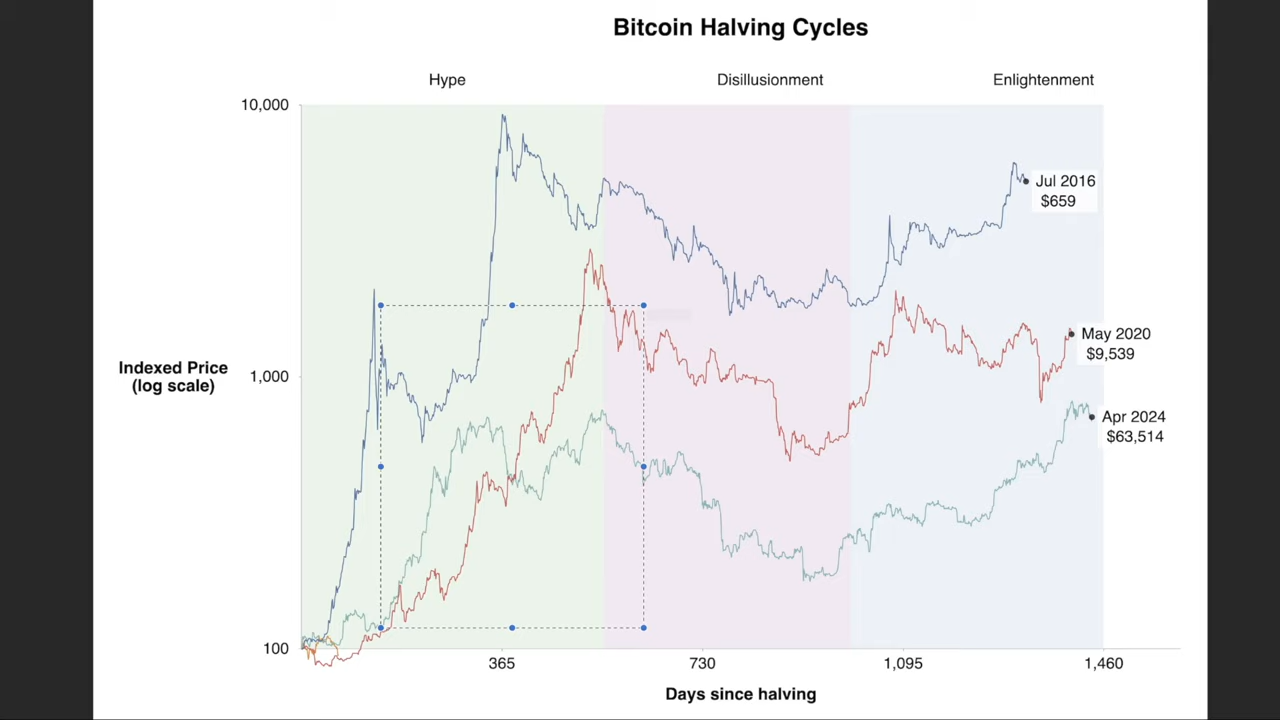 Bitcoin Halving Cycles
Hype
Disillusionment
Enlightenment
10,000
1,000
100
Indexed Price
(log scale)
Jul 2016
$659
May 2020
$9,539
Apr 2024
$63,514
365
730
1,095
1,460
Days since halving